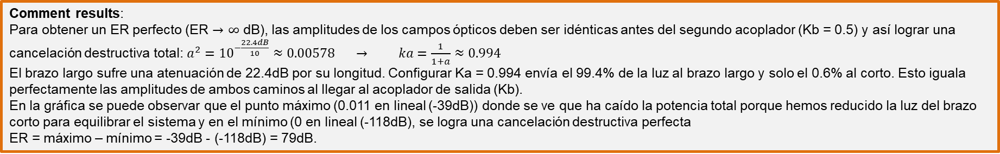 Comment results:
Para obtener un ER perfecto (ER → ∞ dB), las amplitudes de los campos ópticos deben ser idénticas antes del segundo acoplador (Kb = 0.5) y así lograr una
cancelación destructiva total: a² = 10^(-22.4dB/10) ≈ 0.00578 → ka = 1/(1+a) ≈ 0.994
El brazo largo sufre una atenuación de 22.4dB por su longitud. Configurar Ka = 0.994 envía el 99.4% de la luz al brazo largo y solo el 0.6% al corto. Esto iguala
perfectamente las amplitudes de ambos caminos al llegar al acoplador de salida (Kb).
En la gráfica se puede observar que el punto máximo (0.011 en lineal (-39dB)) donde se ve que ha caído la potencia total porque hemos reducido la luz del brazo
corto para equilibrar el sistema y en el mínimo (0 en lineal (-118dB), se logra una cancelación destructiva perfecta
ER = máximo – mínimo = -39dB - (-118dB) = 79dB.